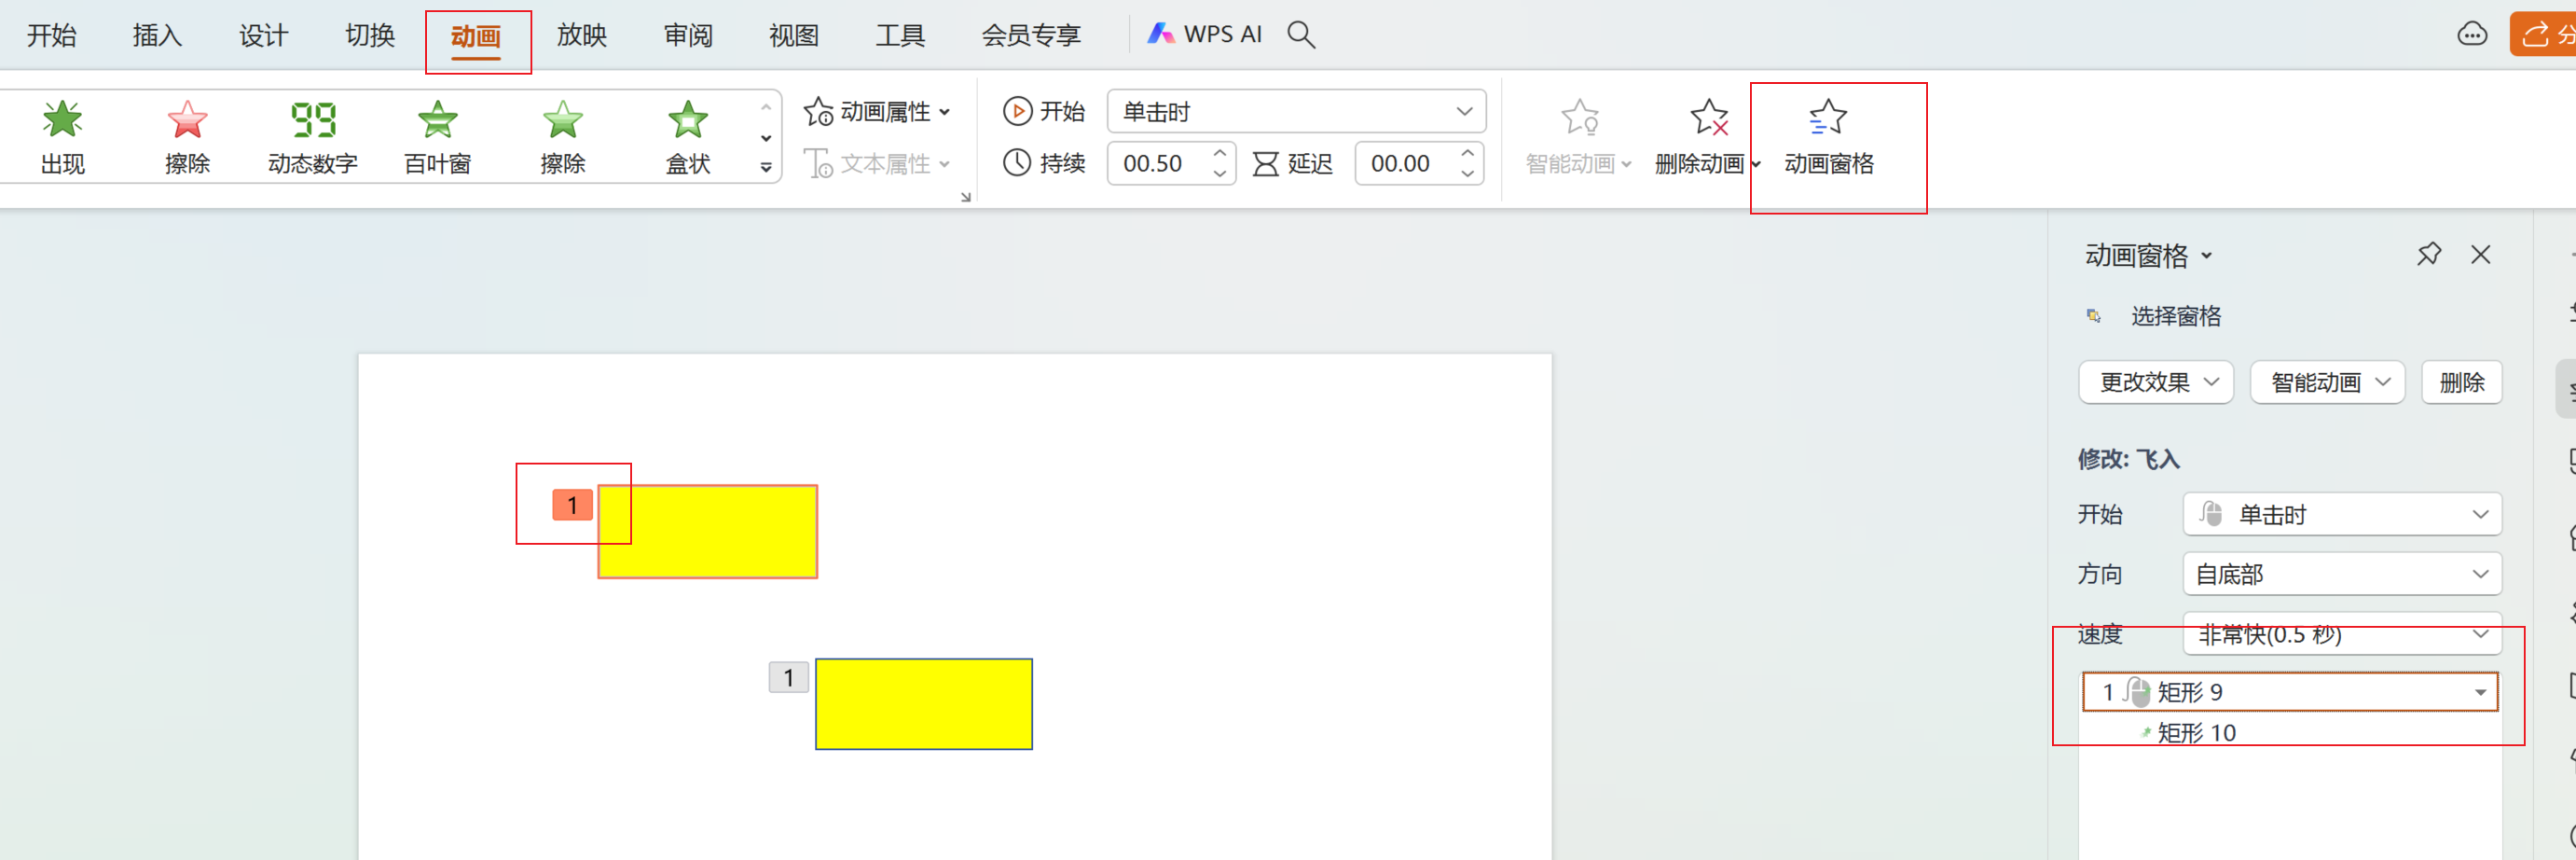 开始 插入 设计 切换 动画 放映 审阅 视图 工具 会员专享 WPS AI
出现 擦除 动态数字 百叶窗 擦除 盒状
动画属性 开始 单击时
文本属性 持续 00.50 延迟 00.00
智能动画 删除动画 动画窗格
动画窗格
选择窗格
更改效果 智能动画 删除
修改: 飞入
开始 单击时
方向 自底部
速度 非常快(0.5 秒)
1 矩形 9
矩形 10
1
1